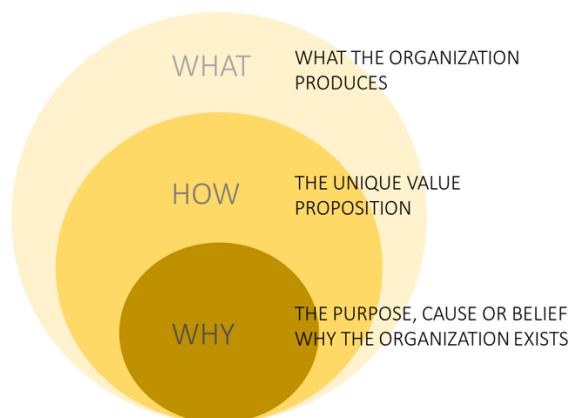 WHAT
WHAT THE ORGANIZATION
PRODUCES
HOW
THE UNIQUE VALUE
PROPOSITION
WHY
THE PURPOSE, CAUSE OR BELIEF
WHY THE ORGANIZATION EXISTS